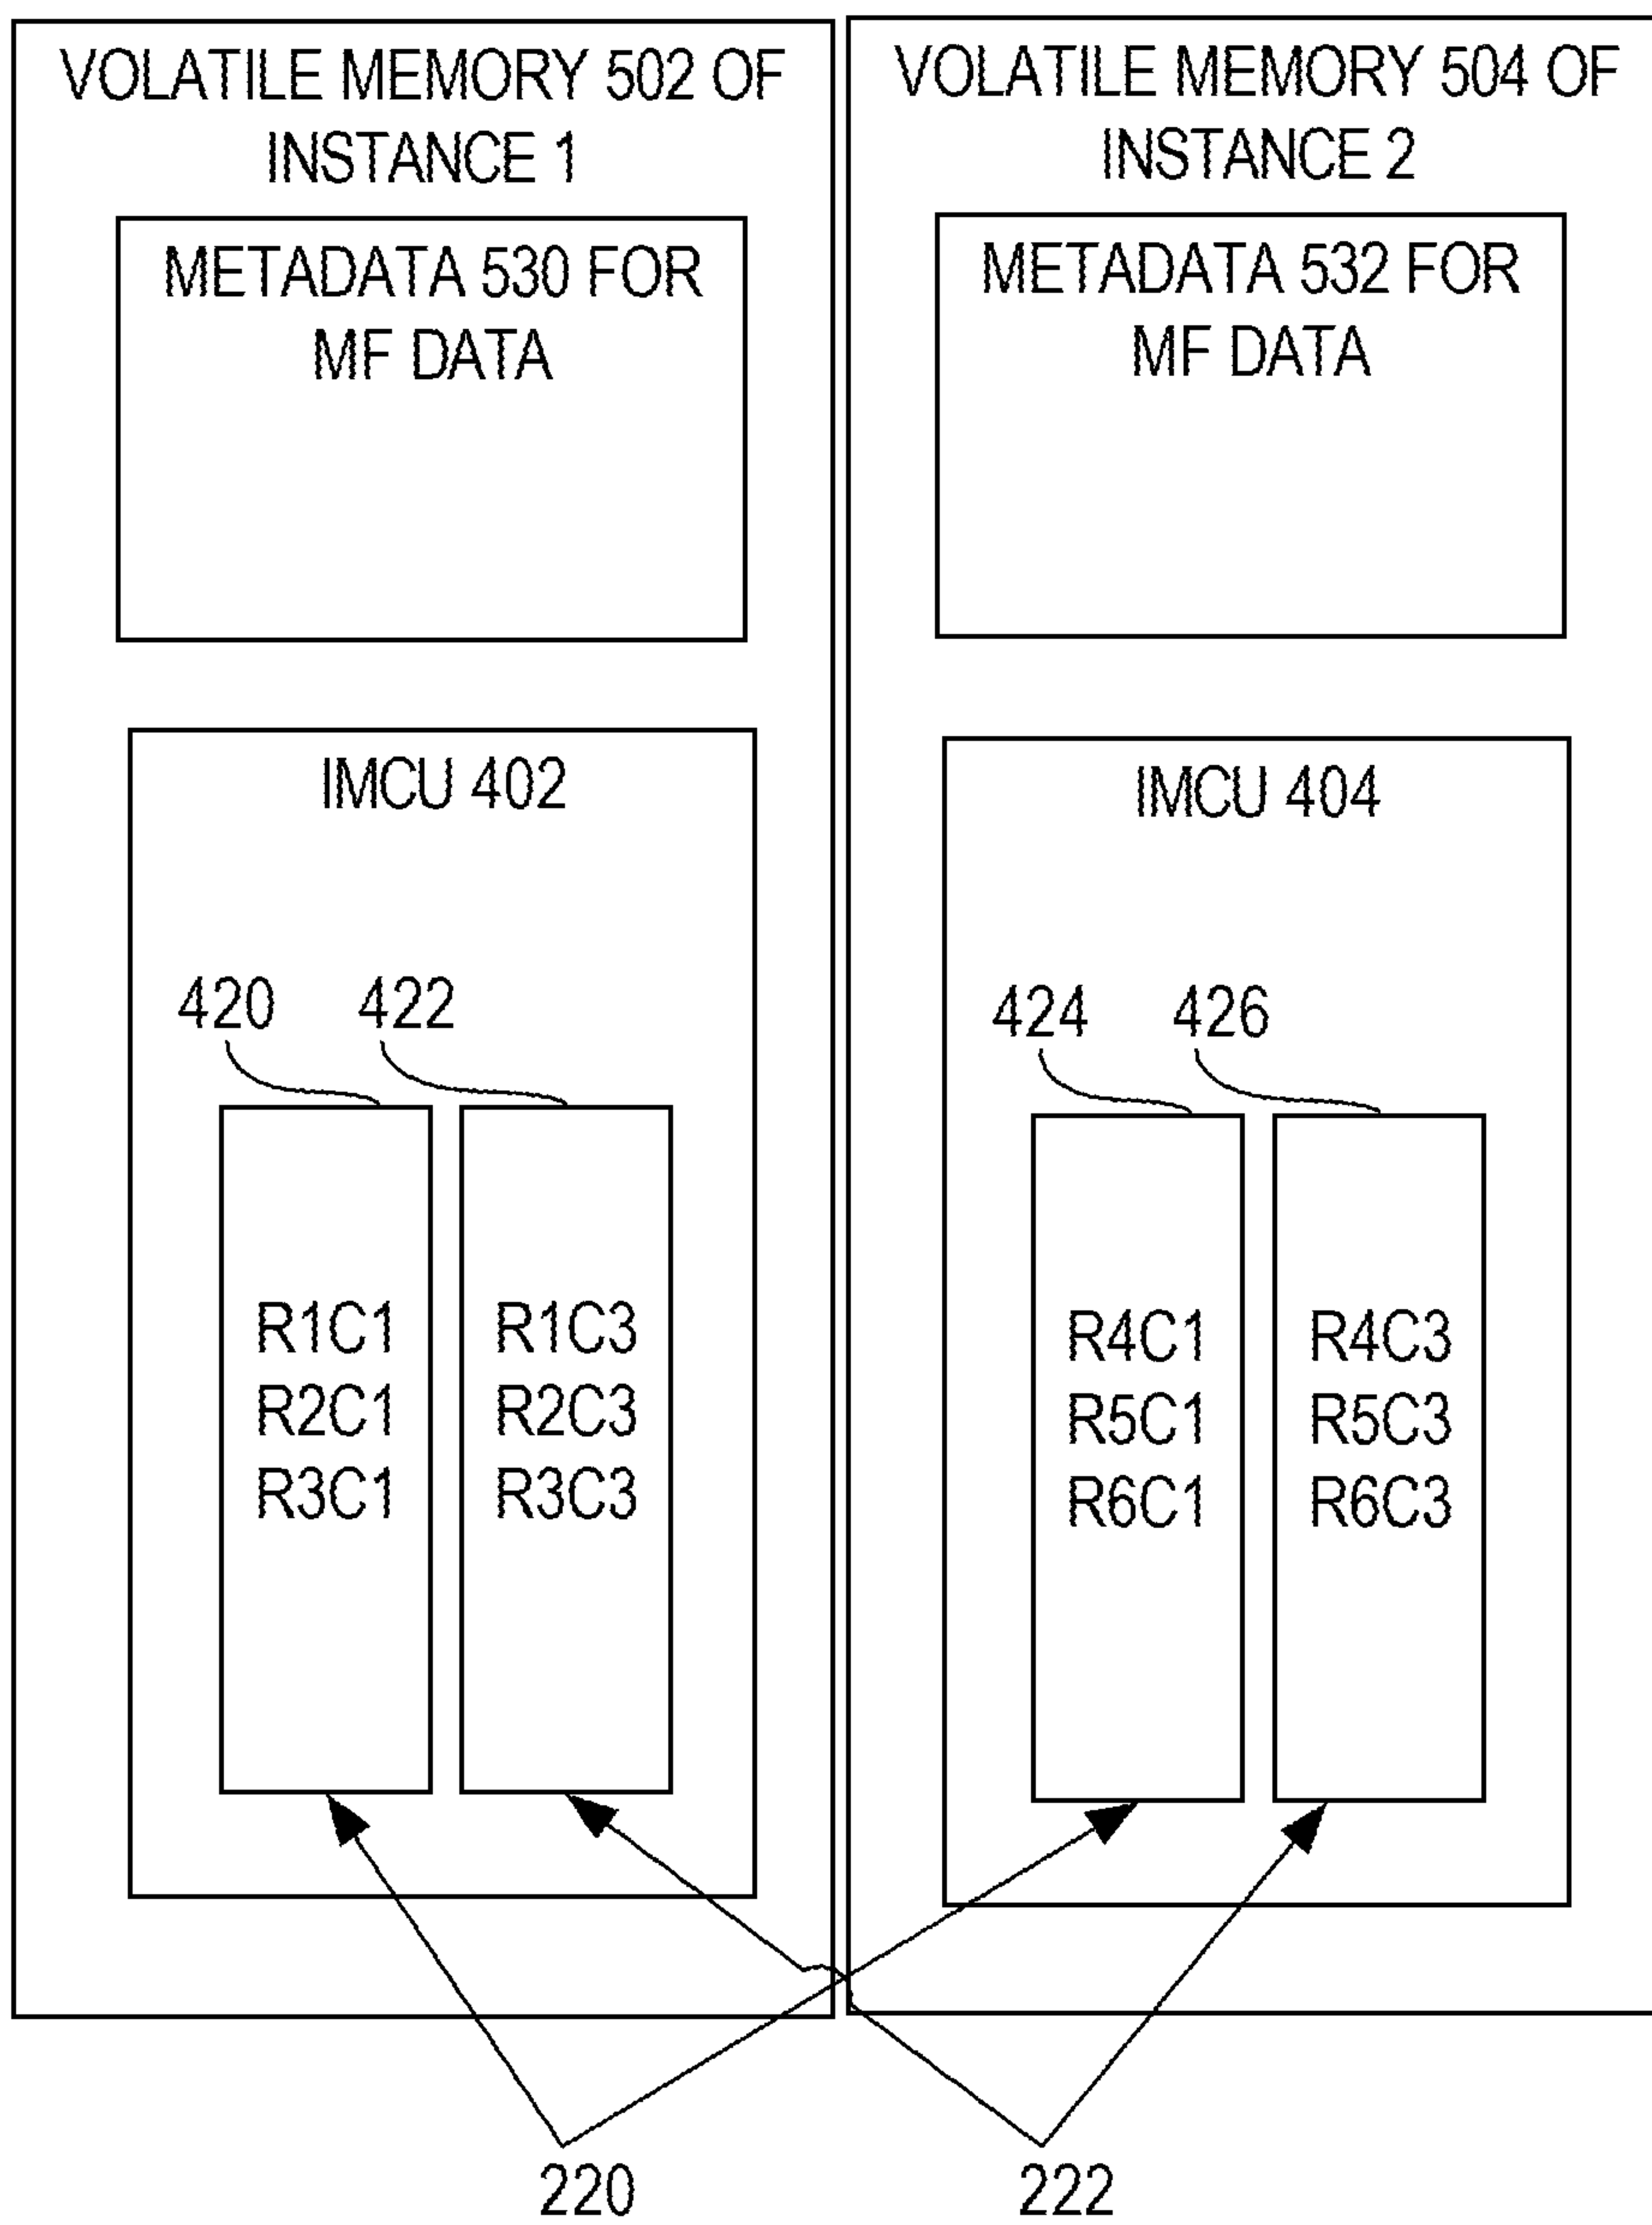 VOLATILE MEMORY 502 OF
INSTANCE 1
METADATA 530 FOR
MF DATA
IMCU 402
420
422
R1C1
R2C1
R3C1
R1C3
R2C3
R3C3
VOLATILE MEMORY 504 OF
INSTANCE 2
METADATA 532 FOR
MF DATA
IMCU 404
424
426
R4C1
R5C1
R6C1
R4C3
R5C3
R6C3
220
222